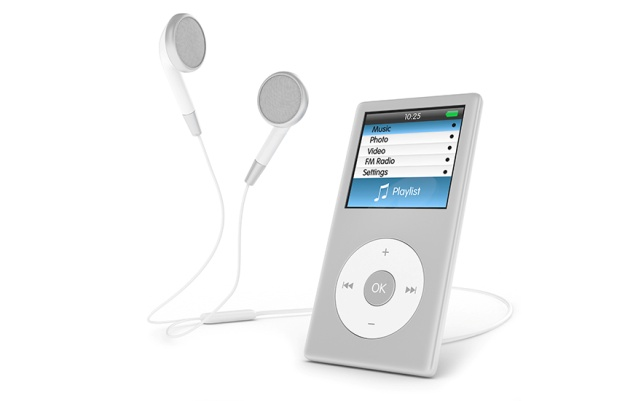 10:25
Music
Photo
Video
FM Radio
Settings
Playlist
+
OK
−